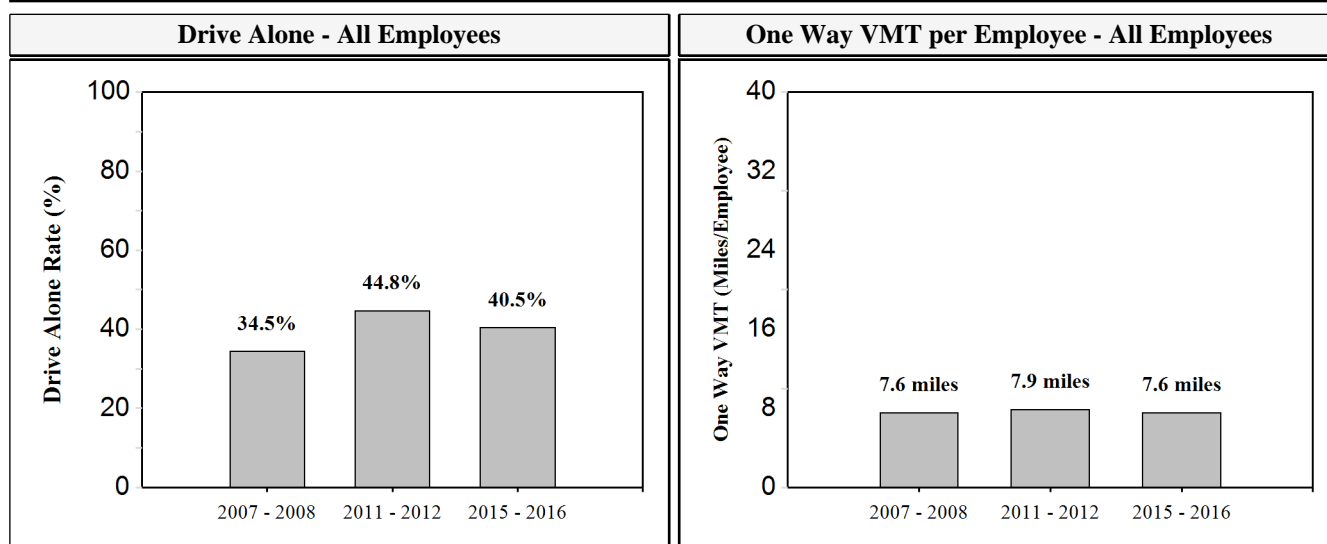 Drive Alone - All Employees
100
80
60
40
20
0
Drive Alone Rate (%)
34.5%
44.8%
40.5%
2007 - 2008
2011 - 2012
2015 - 2016
One Way VMT per Employee - All Employees
40
32
24
16
8
0
One Way VMT (Miles/Employee)
7.6 miles
7.9 miles
7.6 miles
2007 - 2008
2011 - 2012
2015 - 2016